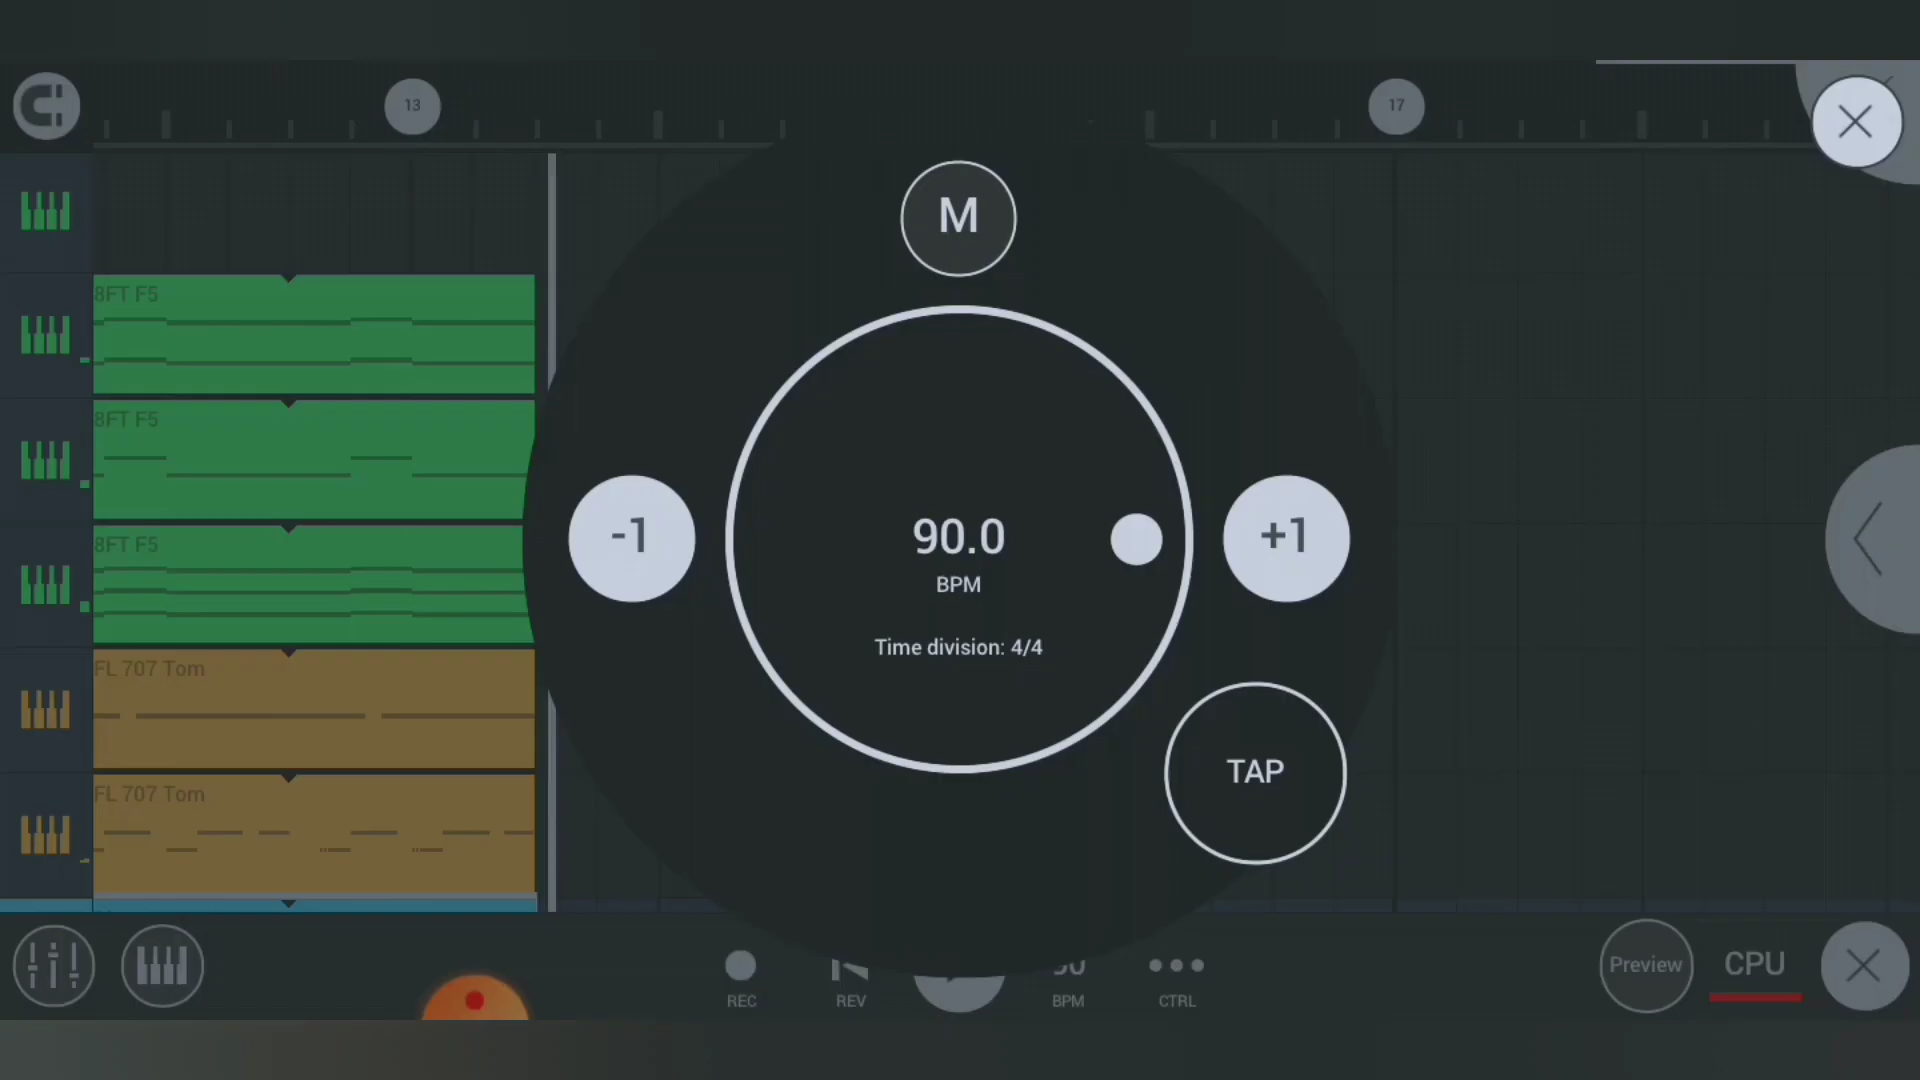 13
17
M
8FT F5
8FT F5
8FT F5
-1
90.0
+1
BPM
Time division: 4/4
FL 707 Tom
TAP
FL 707 Tom
Preview
CPU
90
REC
REV
BPM
CTRL